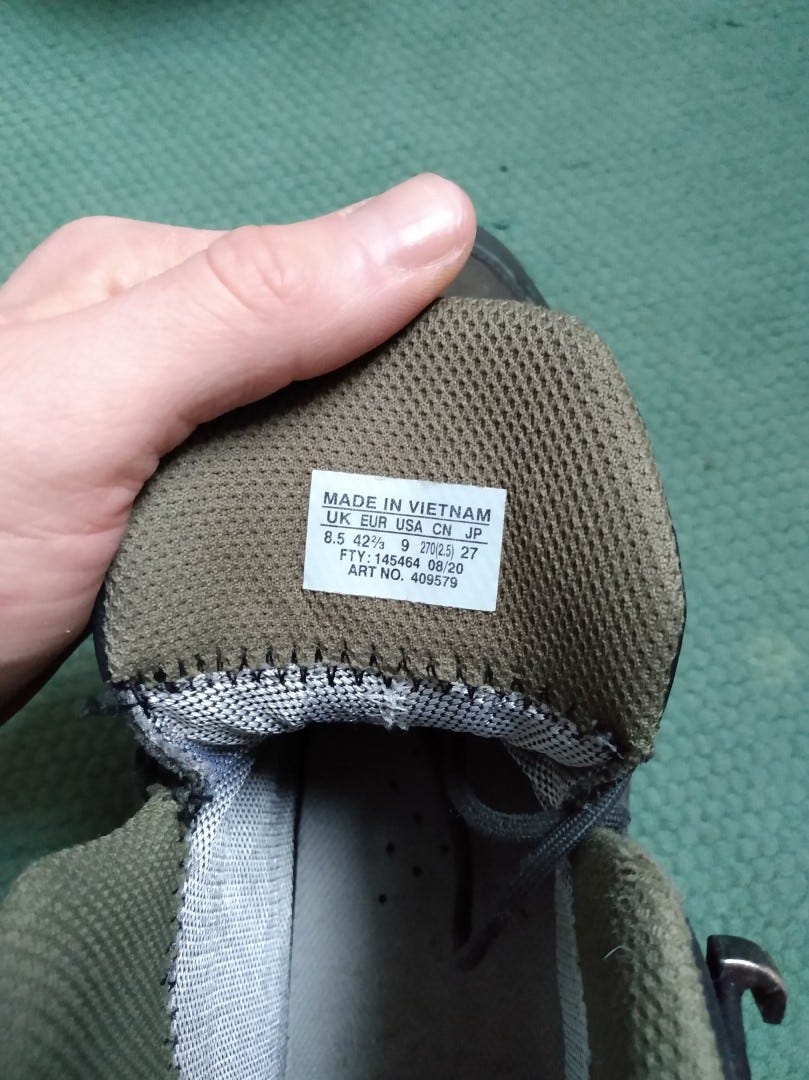 MADE IN VIETNAM
UK EUR USA CN JP
8.5 42⅔ 9 270(2.5) 27
FTY: 145464 08/20
ART NO. 409579